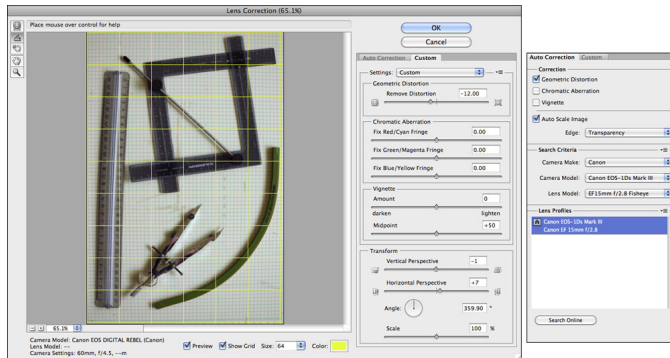 Lens Correction (65.1%)
Place mouse over control for help
OK
Cancel
Auto Correction Custom
Settings: Custom
Geometric Distortion
Remove Distortion -12.00
Chromatic Aberration
Fix Red/Cyan Fringe 0.00
Fix Green/Magenta Fringe 0.00
Fix Blue/Yellow Fringe 0.00
Vignette
Amount 0
darken lighten
Midpoint +50
Transform
Vertical Perspective -1
Horizontal Perspective +7
Angle: 359.90 °
Scale 100 %
65.1%
Camera Model: Canon EOS DIGITAL REBEL (Canon)
Lens Model: --
Camera Settings: 60mm, f/4.5, --m
Preview Show Grid Size: 64 Color:
Auto Correction Custom
Correction
Geometric Distortion
Chromatic Aberration
Vignette
Auto Scale Image
Edge: Transparency
Search Criteria
Camera Make: Canon
Camera Model: Canon EOS-1Ds Mark III
Lens Model: EF15mm f/2.8 Fisheye
Lens Profiles
Canon EOS-1Ds Mark III
Canon EF 15mm f/2.8
Search Online